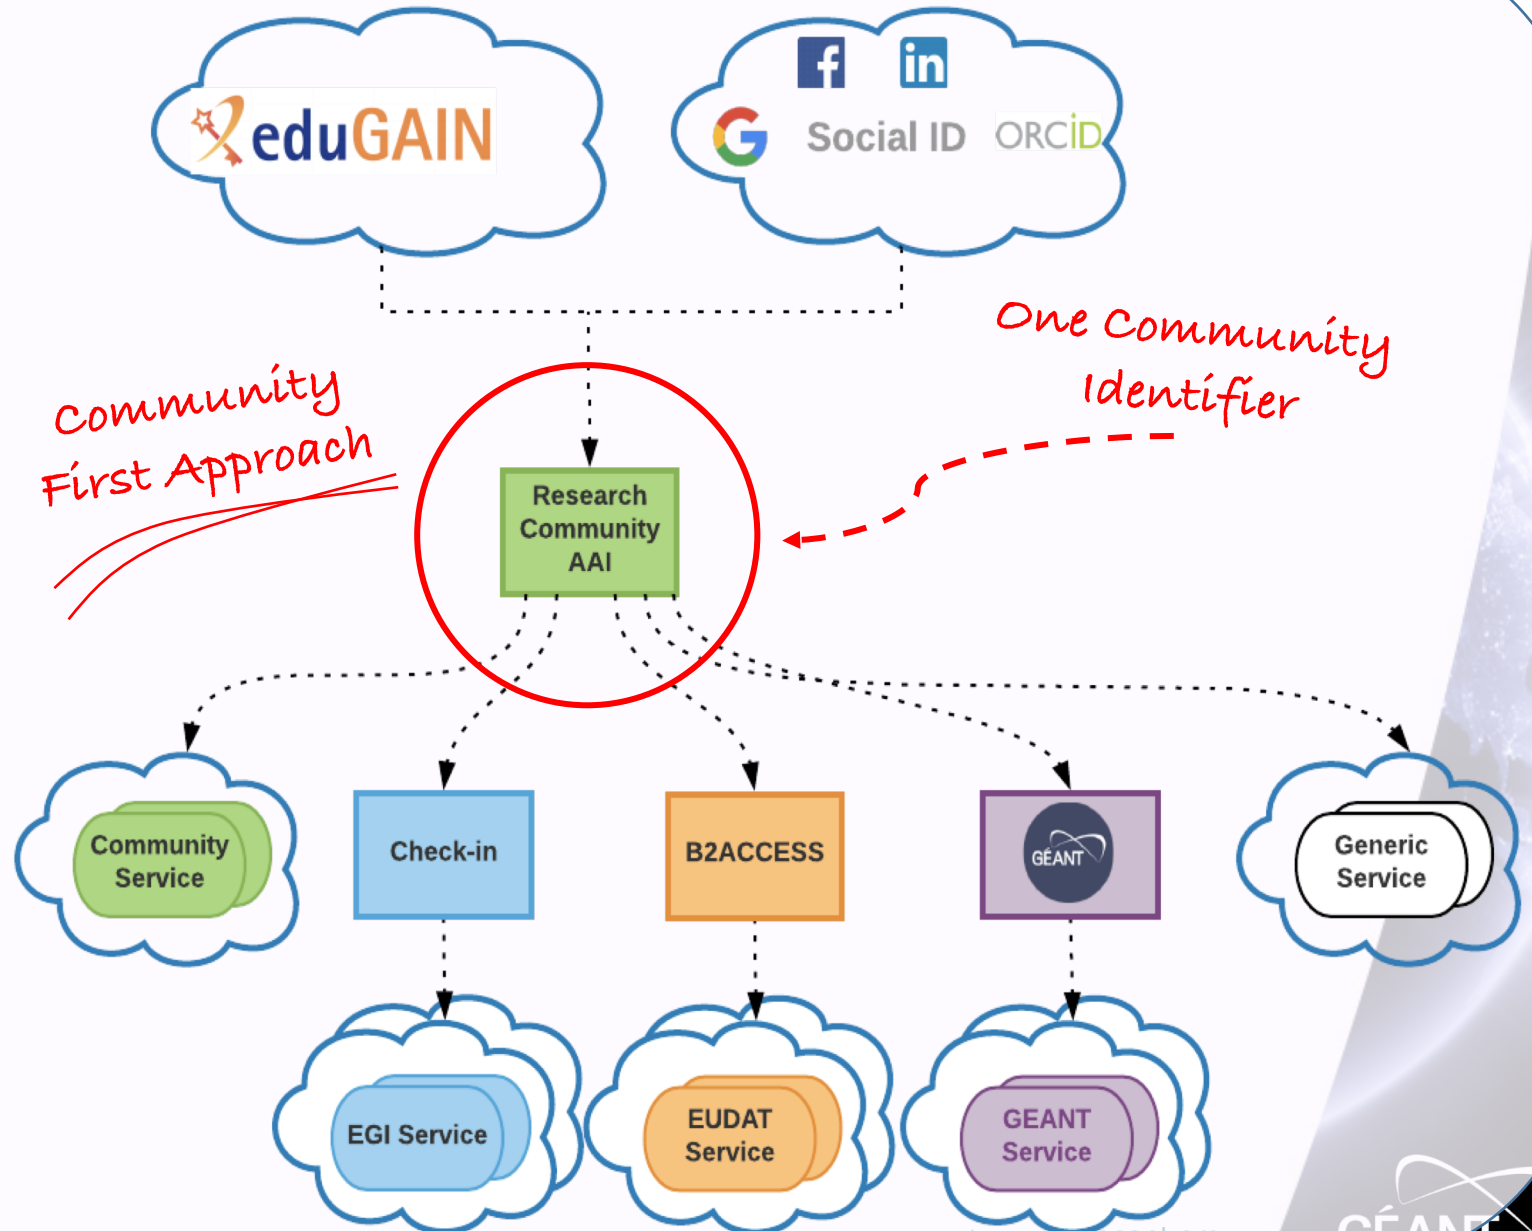 eduGAIN
Social ID
ORCiD
One Community
Identifier
Community
First Approach
Research
Community
AAI
Community
Service
Check-in
B2ACCESS
GÉANT
Generic
Service
EGI Service
EUDAT
Service
GEANT
Service
GÉANT